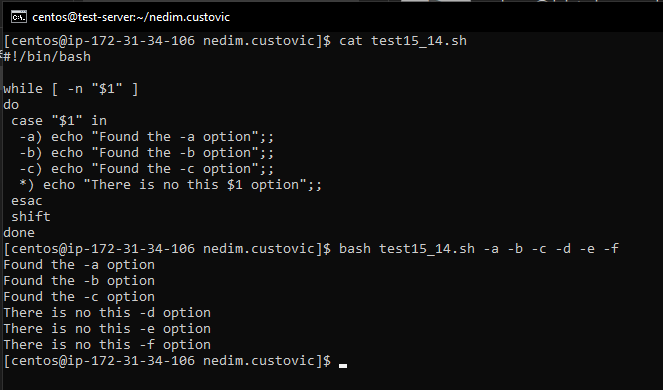 centos@test-server:~/nedim.custovic
[centos@ip-172-31-34-106 nedim.custovic]$ cat test15_14.sh
#!/bin/bash
while [ -n "$1" ]
do
case "$1" in
-a) echo "Found the -a option";;
-b) echo "Found the -b option";;
-c) echo "Found the -c option";;
*) echo "There is no this $1 option";;
esac
shift
done
[centos@ip-172-31-34-106 nedim.custovic]$ bash test15_14.sh -a -b -c -d -e -f
Found the -a option
Found the -b option
Found the -c option
There is no this -d option
There is no this -e option
There is no this -f option
[centos@ip-172-31-34-106 nedim.custovic]$